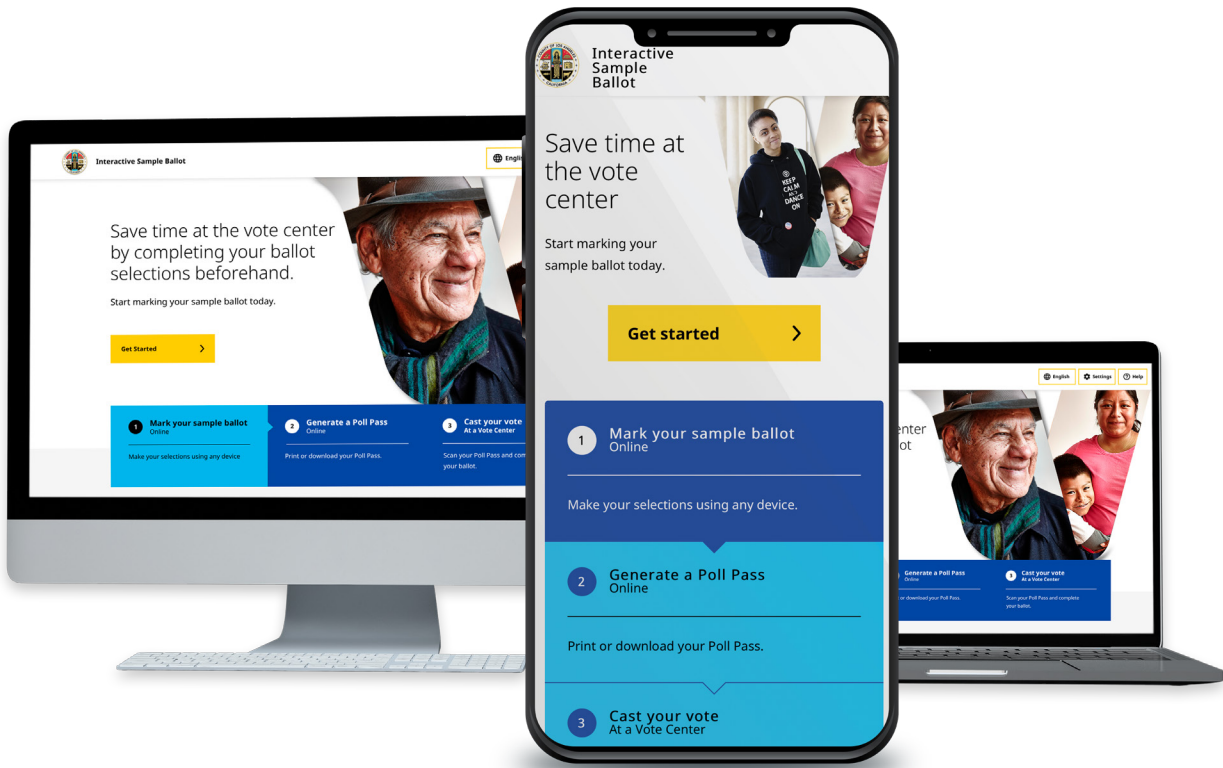 Interactive Sample Ballot
Save time at the vote center
by completing your ballot
selections beforehand.
Start marking your sample ballot today.
Get Started
1
Mark your sample ballot
Online
Make your selections using any device
2
Generate a Poll Pass
Online
Print or download your Poll Pass.
3
Cast your vote
At a Vote Center
Scan your Poll Pass and com
your ballot.
COUNTY OF LOS ANGELES
CALIFORNIA
Interactive
Sample
Ballot
Save time at
the vote
center
Start marking your
sample ballot today.
KEEP
CALM
AND
DANCE
ON
Get started
1
Mark your sample ballot
Online
Make your selections using any device.
2
Generate a Poll Pass
Online
Print or download your Poll Pass.
3
Cast your vote
At a Vote Center
English
Settings
Help
enter
ot
Generate a Poll Pass
Online
or download your Poll Pass.
3
Cast your vote
At a Vote Center
Scan your Poll Pass and complete
your ballot.